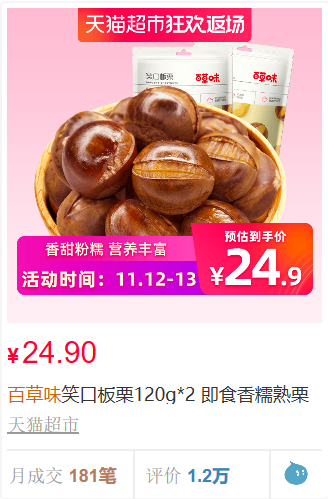 天猫超市狂欢返场
百草味
笑口板栗
百草味
香甜粉糯 营养丰富
活动时间：11.12-13
预估到手价
¥24.9
¥24.90
百草味笑口板栗120g*2 即食香糯熟栗
天猫超市
月成交 181笔
评价 1.2万